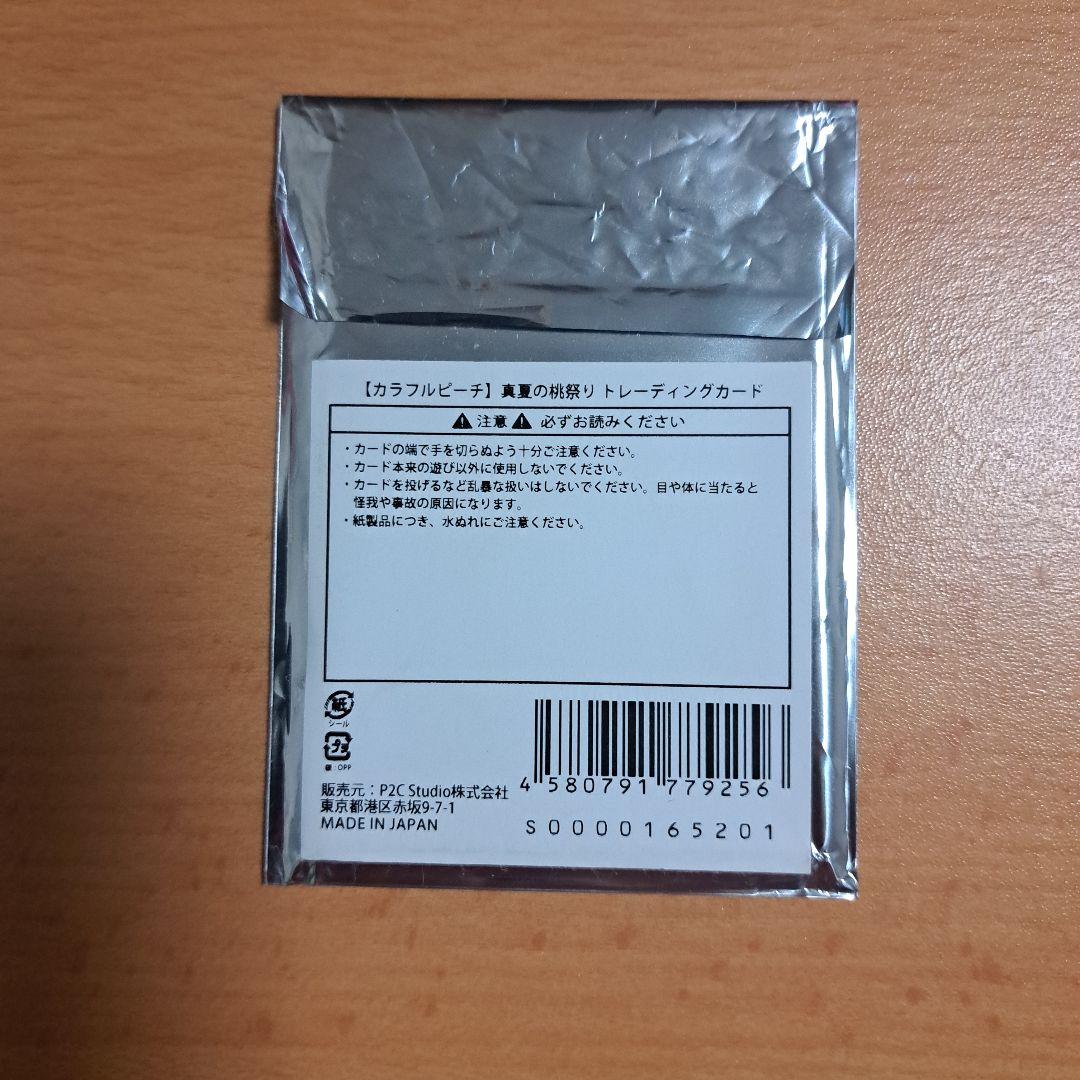 【カラフルピーチ】真夏の桃祭り トレーディングカード
注意 必ずお読みください
・カードの端で手を切らぬよう十分ご注意ください。
・カード本来の遊び以外に使用しないでください。
・カードを投げるなど乱暴な扱いはしないでください。目や体に当たると
怪我や事故の原因になります。
・紙製品につき、水ぬれにご注意ください。
紙
シール
プラ
袋：OPP
販売元：P2C Studio株式会社
東京都港区赤坂9-7-1
MADE IN JAPAN
4 580791 779256
S0000165201